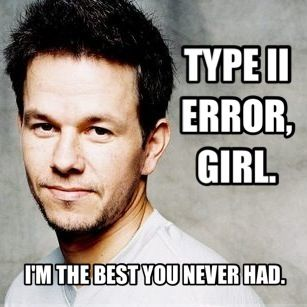 TYPE II
ERROR,
GIRL.
I'M THE BEST YOU NEVER HAD.